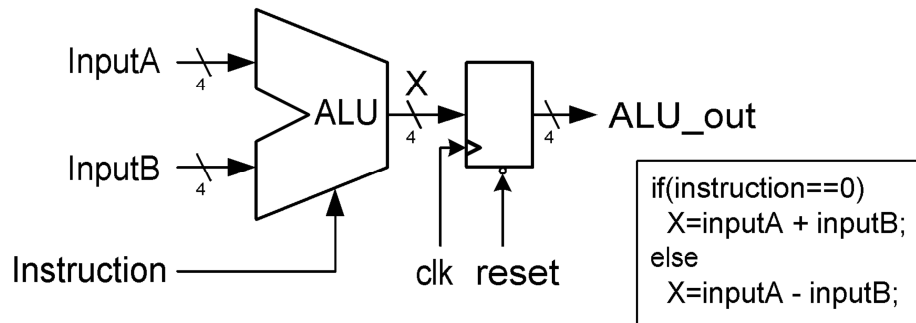 InputA
4
InputB
4
Instruction
ALU
X
4
clk
reset
4
ALU_out
if(instruction==0)
X=inputA + inputB;
else
X=inputA - inputB;